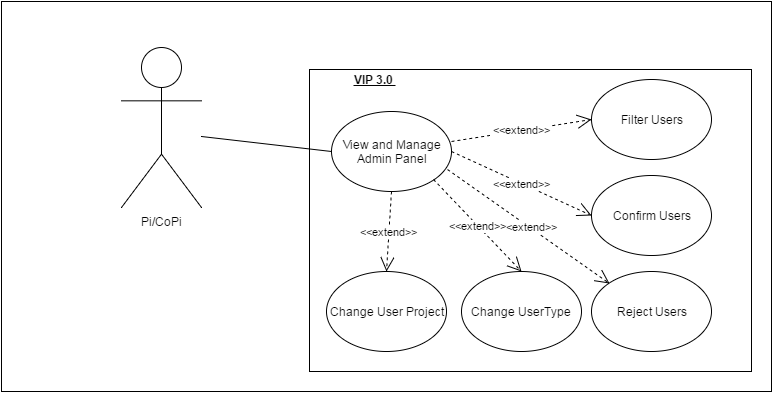 VIP 3.0
View and Manage
Admin Panel
Filter Users
<<extend>>
<<extend>>
Confirm Users
Pi/CoPi
<<extend>>
<<extend>>
<<extend>>
Change User Project
Change UserType
Reject Users